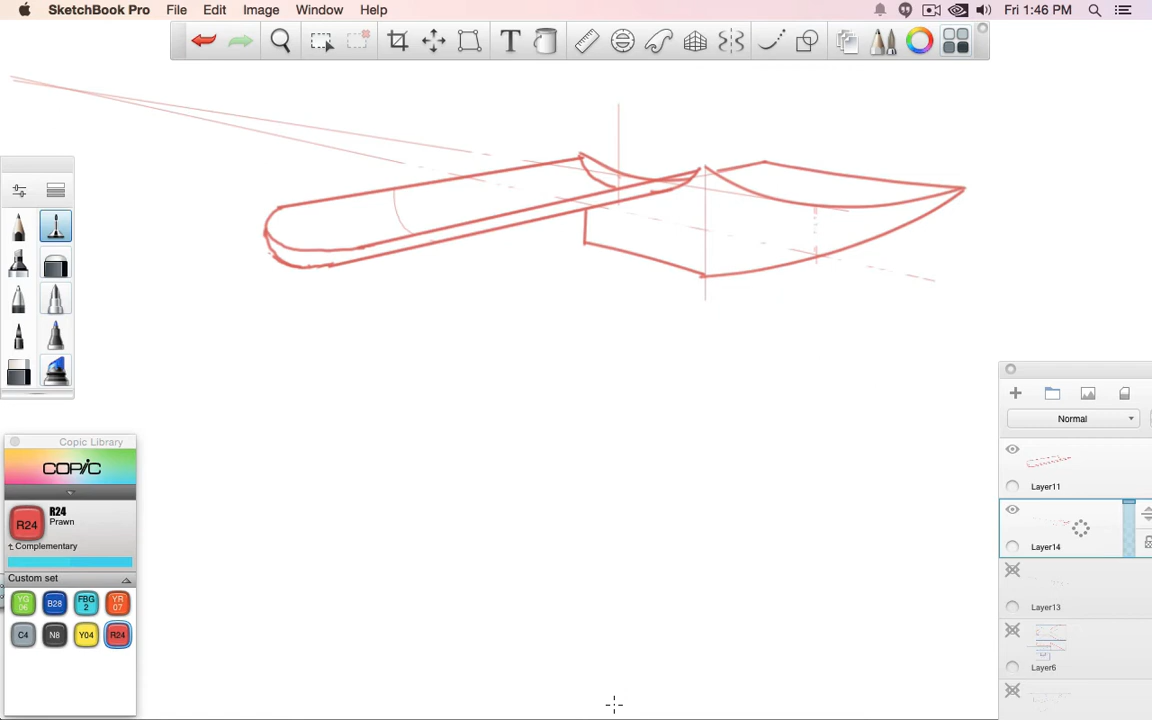 SketchBook Pro File Edit Image Window Help Fri 1:46 PM
T
Copic Library
COPIC
R24 R24
Prawn
Complementary
Custom set
YG 06 B28 FBG 2 YR 07
C4 N8 Y04 R24
Normal
Layer11
Layer14
Layer13
Layer6